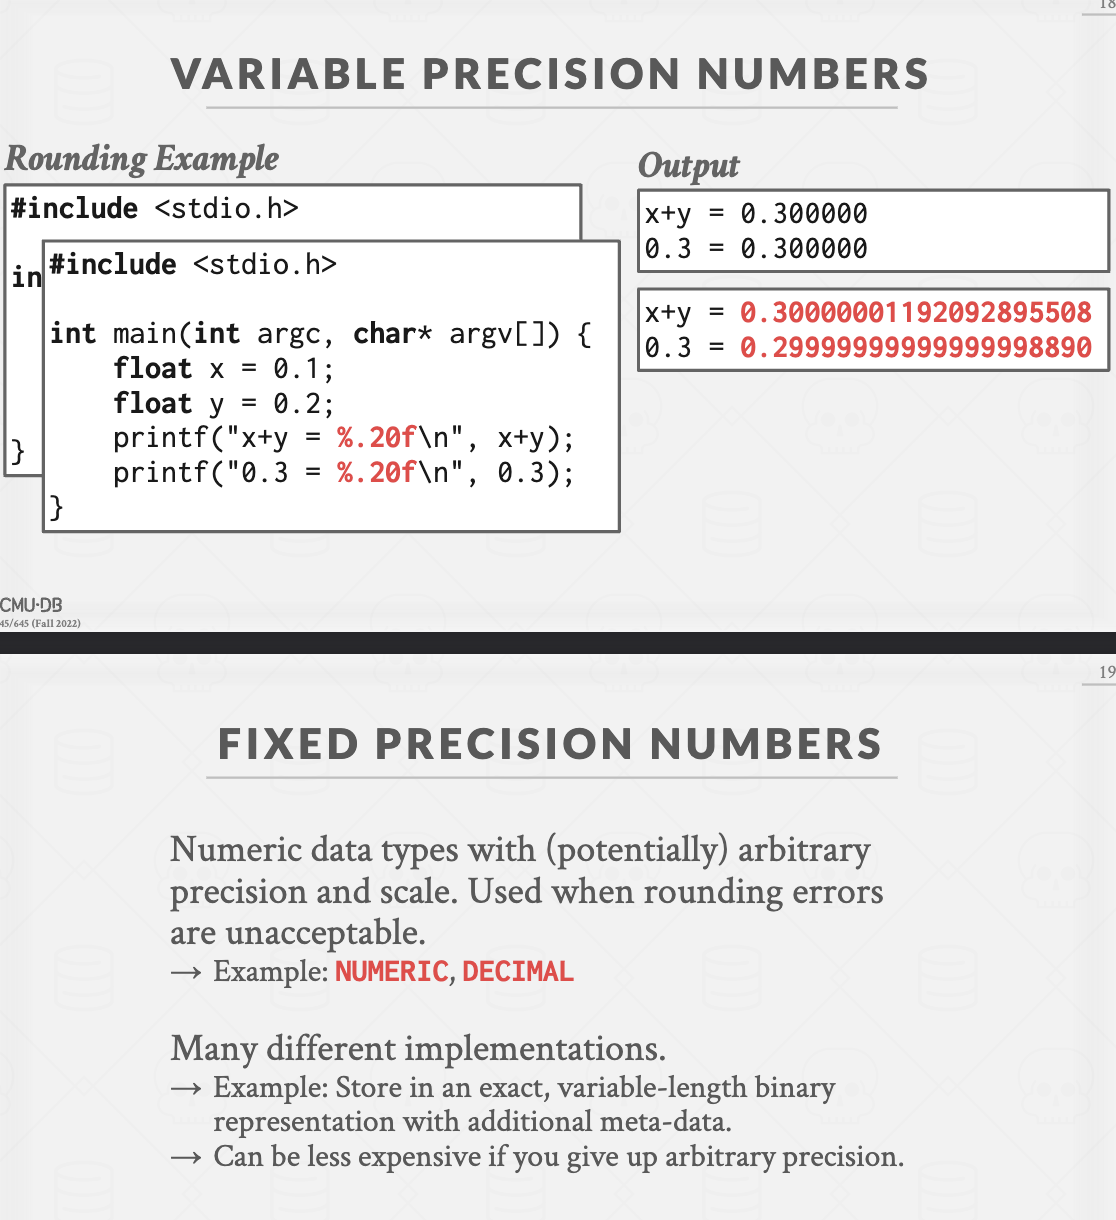 18
VARIABLE PRECISION NUMBERS
Rounding Example
#include <stdio.h>
in
}
#include <stdio.h>
int main(int argc, char* argv[]) {
float x = 0.1;
float y = 0.2;
printf("x+y = %.20f\n", x+y);
printf("0.3 = %.20f\n", 0.3);
}
Output
x+y = 0.300000
0.3 = 0.300000
x+y = 0.30000001192092895508
0.3 = 0.29999999999999998890
CMU·DB
45/645 (Fall 2022)
19
FIXED PRECISION NUMBERS
Numeric data types with (potentially) arbitrary
precision and scale. Used when rounding errors
are unacceptable.
→ Example: NUMERIC, DECIMAL
Many different implementations.
→ Example: Store in an exact, variable-length binary
representation with additional meta-data.
→ Can be less expensive if you give up arbitrary precision.